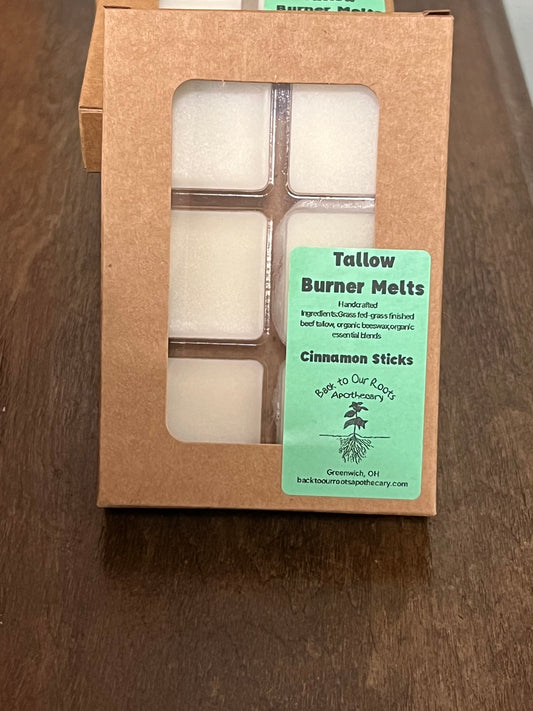 Burner Melts
Tallow
Burner Melts
Handcrafted
Ingredients:Grass fed-grass finished
beef tallow, organic beeswax,organic
essential blends
Cinnamon Sticks
Back to Our Roots
Apothecary
Greenwich, OH
backtoourrootsapothecary.com